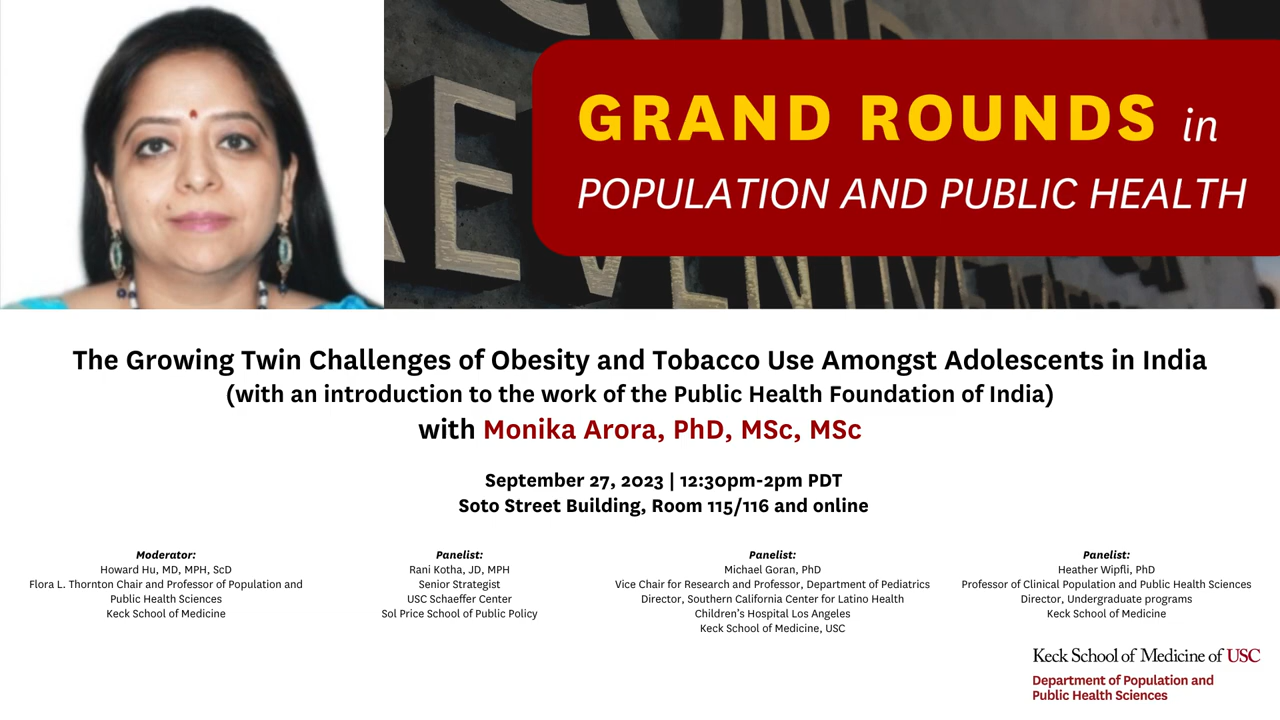 GRAND ROUNDS in
POPULATION AND PUBLIC HEALTH
The Growing Twin Challenges of Obesity and Tobacco Use Amongst Adolescents in India
(with an introduction to the work of the Public Health Foundation of India)
with Monika Arora, PhD, MSc, MSc
September 27, 2023 | 12:30pm-2pm PDT
Soto Street Building, Room 115/116 and online
Moderator:
Howard Hu, MD, MPH, ScD
Flora L. Thornton Chair and Professor of Population and
Public Health Sciences
Keck School of Medicine
Panelist:
Rani Kotha, JD, MPH
Senior Strategist
USC Schaeffer Center
Sol Price School of Public Policy
Panelist:
Michael Goran, PhD
Vice Chair for Research and Professor, Department of Pediatrics
Director, Southern California Center for Latino Health
Children's Hospital Los Angeles
Keck School of Medicine, USC
Panelist:
Heather Wipfli, PhD
Professor of Clinical Population and Public Health Sciences
Director, Undergraduate programs
Keck School of Medicine
Keck School of Medicine of USC
Department of Population and
Public Health Sciences